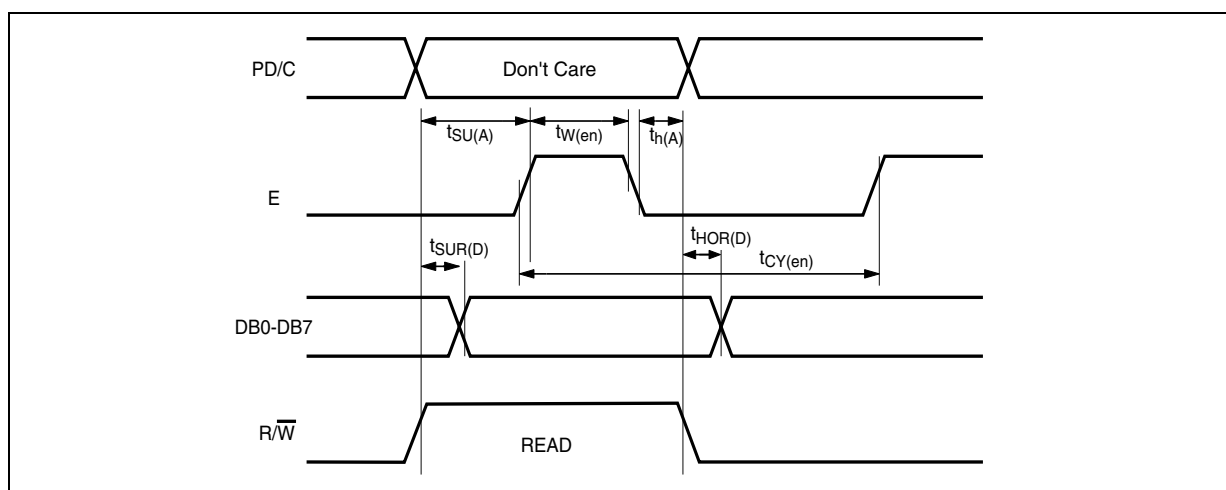 PD/C
Don't Care
tSU(A)
tW(en)
th(A)
E
tSUR(D)
tHOR(D)
tCY(en)
DB0-DB7
R/W̅
READ